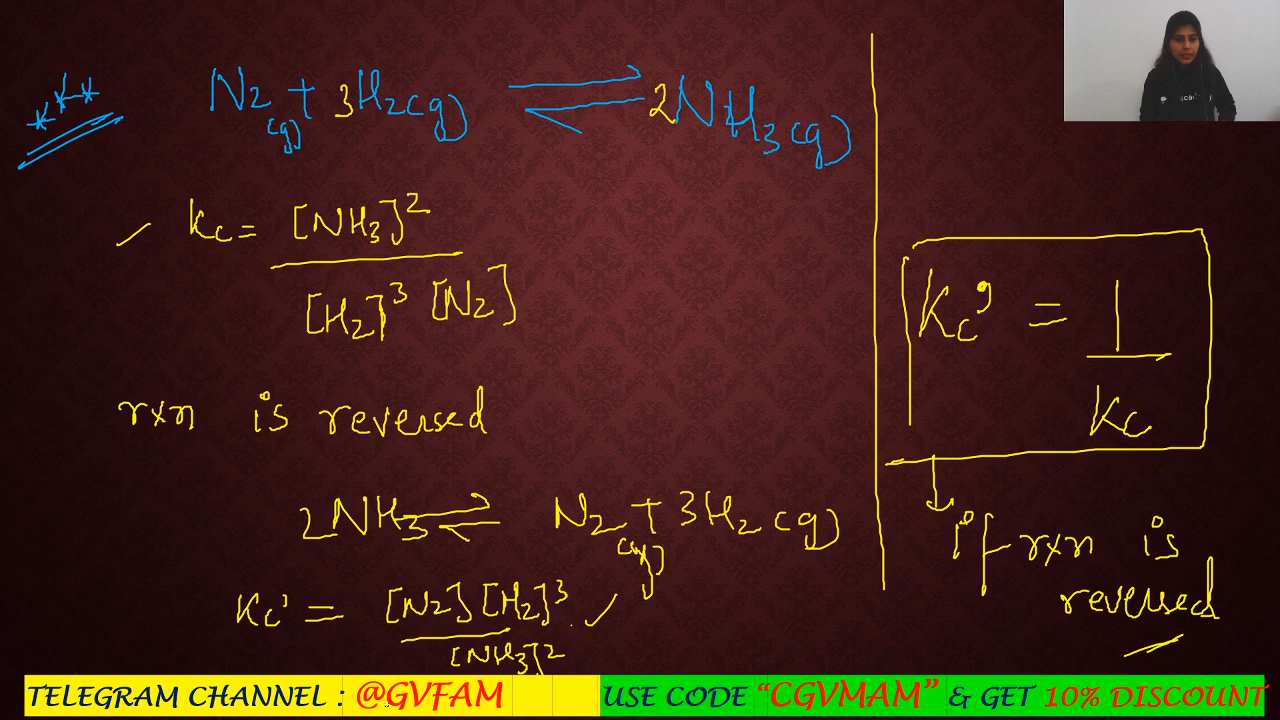 ***
N2(g) + 3H2(g) ⇌ 2NH3(g)
✓ Kc = [NH3]^2 / [H2]^3 [N2]
rxn is reversed
2NH3 ⇌ N2(g) + 3H2(g)
Kc' = [N2][H2]^3 / [NH3]^2 ✓
Kc' = 1 / Kc
↓
if rxn is
reversed
TELEGRAM CHANNEL : @GVFAM
USE CODE “CGVMAM” & GET 10% DISCOUNT